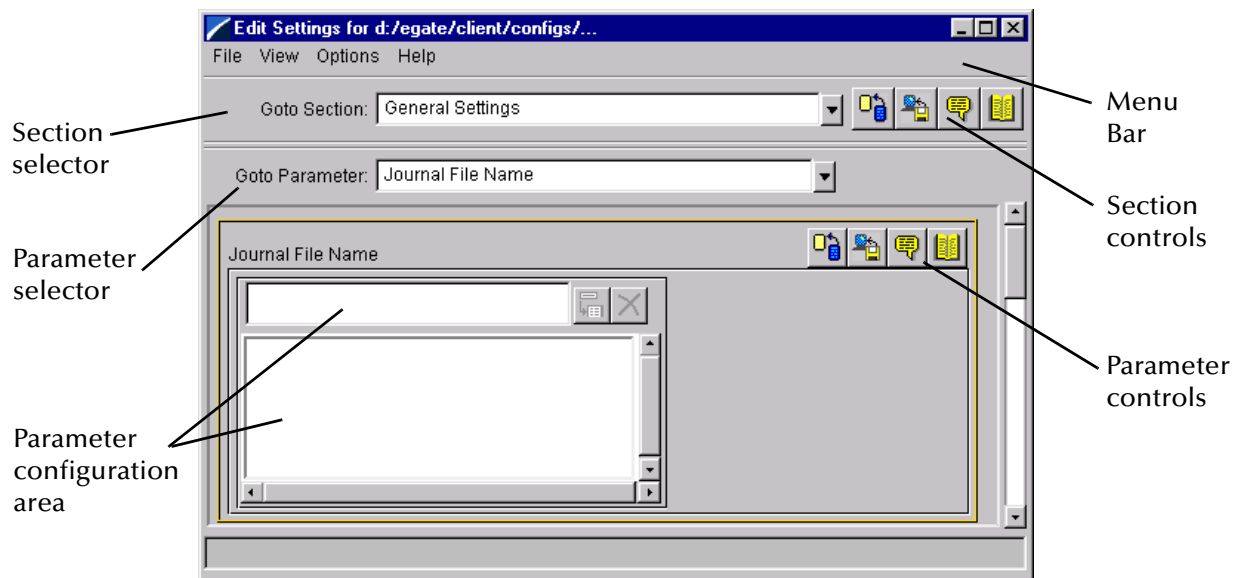 Edit Settings for d:/egate/client/configs/...
File View Options Help
Goto Section: General Settings
Goto Parameter: Journal File Name
Journal File Name
Section
selector
Parameter
selector
Parameter
configuration
area
Menu
Bar
Section
controls
Parameter
controls